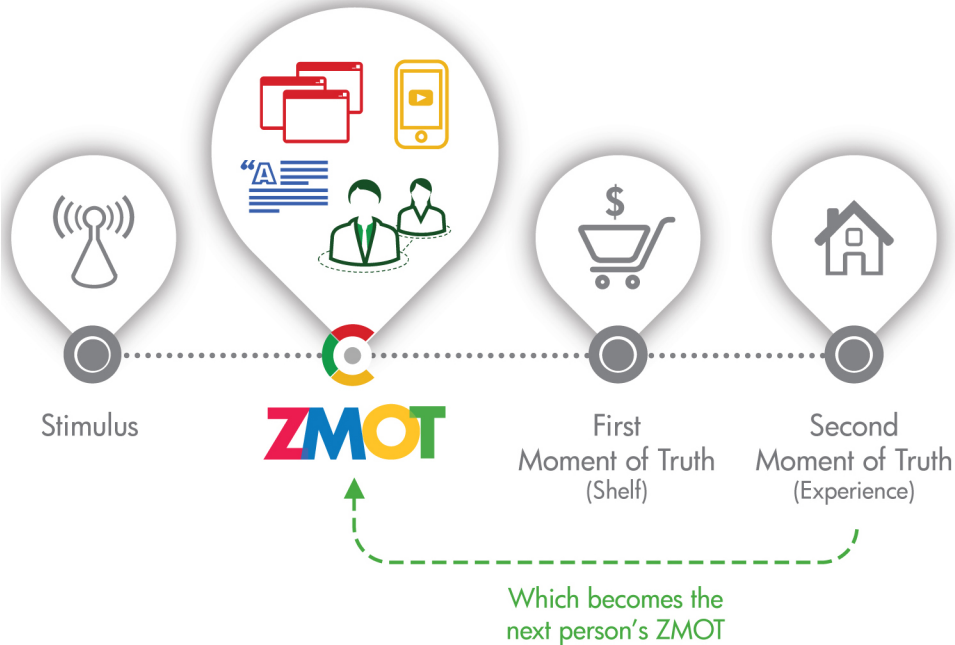 “A
$
Stimulus
ZMOT
First
Moment of Truth
(Shelf)
Second
Moment of Truth
(Experience)
Which becomes the
next person’s ZMOT